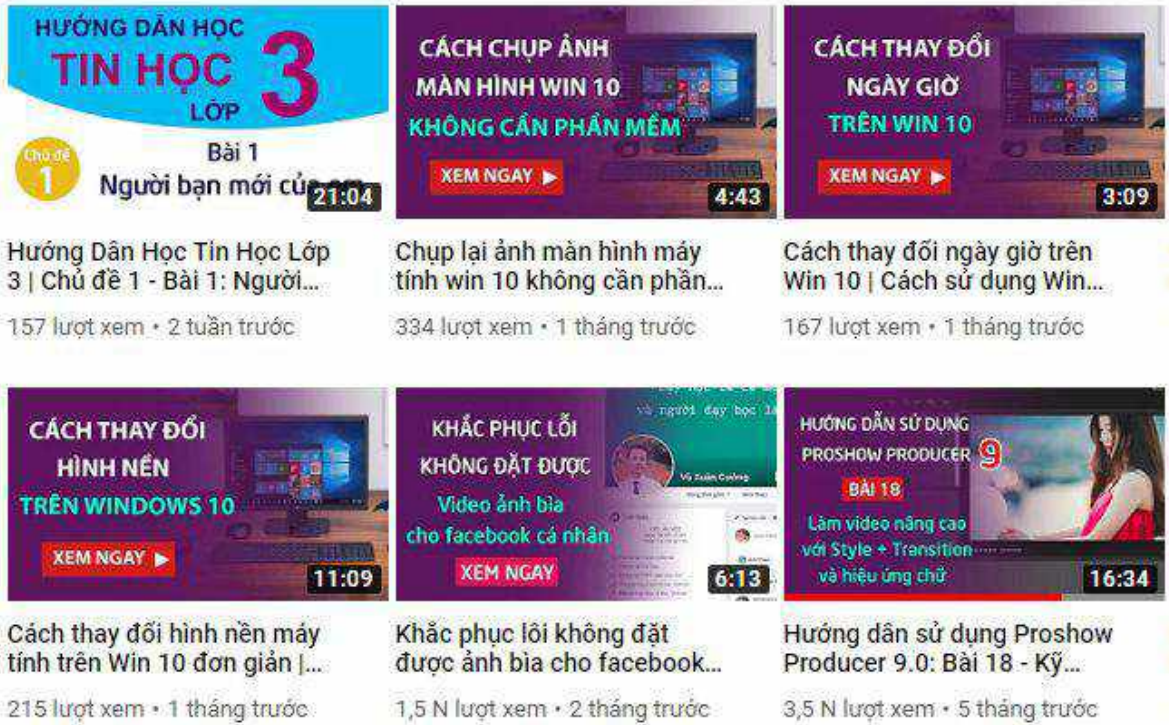 HƯỚNG DẪN HỌC
TIN HỌC 3
LỚP
Chủ đề
1
Bài 1
Người bạn mới của em
21:04
CÁCH CHỤP ẢNH
MÀN HÌNH WIN 10
KHÔNG CẦN PHẦN MỀM
XEM NGAY
4:43
CÁCH THAY ĐỔI
NGÀY GIỜ
TRÊN WIN 10
XEM NGAY
3:09
Hướng Dẫn Học Tin Học Lớp
3 | Chủ đề 1 - Bài 1: Người...
157 lượt xem • 2 tuần trước
Chụp lại ảnh màn hình máy
tính win 10 không cần phần...
334 lượt xem • 1 tháng trước
Cách thay đổi ngày giờ trên
Win 10 | Cách sử dụng Win...
167 lượt xem • 1 tháng trước
CÁCH THAY ĐỔI
HÌNH NỀN
TRÊN WINDOWS 10
XEM NGAY
11:09
và người dạy học
KHẮC PHỤC LỖI
KHÔNG ĐẶT ĐƯỢC
Vũ Xuân Cường
Video ảnh bìa
cho facebook cá nhân
XEM NGAY
6:13
HƯỚNG DẪN SỬ DỤNG
PROSHOW PRODUCER 9
BÀI 18
Làm video nâng cao
với Style + Transition
và hiệu ứng chữ
16:34
Cách thay đổi hình nền máy
tính trên Win 10 đơn giản |...
215 lượt xem • 1 tháng trước
Khắc phục lỗi không đặt
được ảnh bìa cho facebook...
1,5 N lượt xem • 2 tháng trước
Hướng dẫn sử dụng Proshow
Producer 9.0: Bài 18 - Kỹ...
3,5 N lượt xem • 5 tháng trước